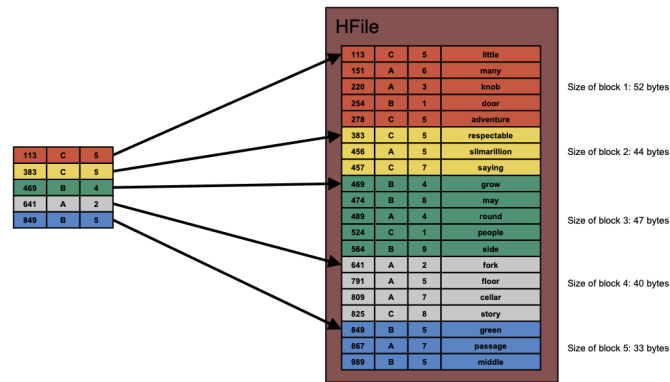 HFile
113 C 5 little
151 A 6 many
220 A 3 knob
254 B 1 door
278 C 5 adventure
383 C 5 respectable
456 A 5 silmarillion
457 C 7 saying
469 B 4 grow
474 B 8 may
489 A 4 round
524 C 1 people
564 B 9 side
641 A 2 fork
791 A 5 floor
809 A 7 cellar
825 C 8 story
849 B 5 green
867 A 7 passage
989 B 5 middle
113 C 5
383 C 5
469 B 4
641 A 2
849 B 5
Size of block 1: 52 bytes
Size of block 2: 44 bytes
Size of block 3: 47 bytes
Size of block 4: 40 bytes
Size of block 5: 33 bytes